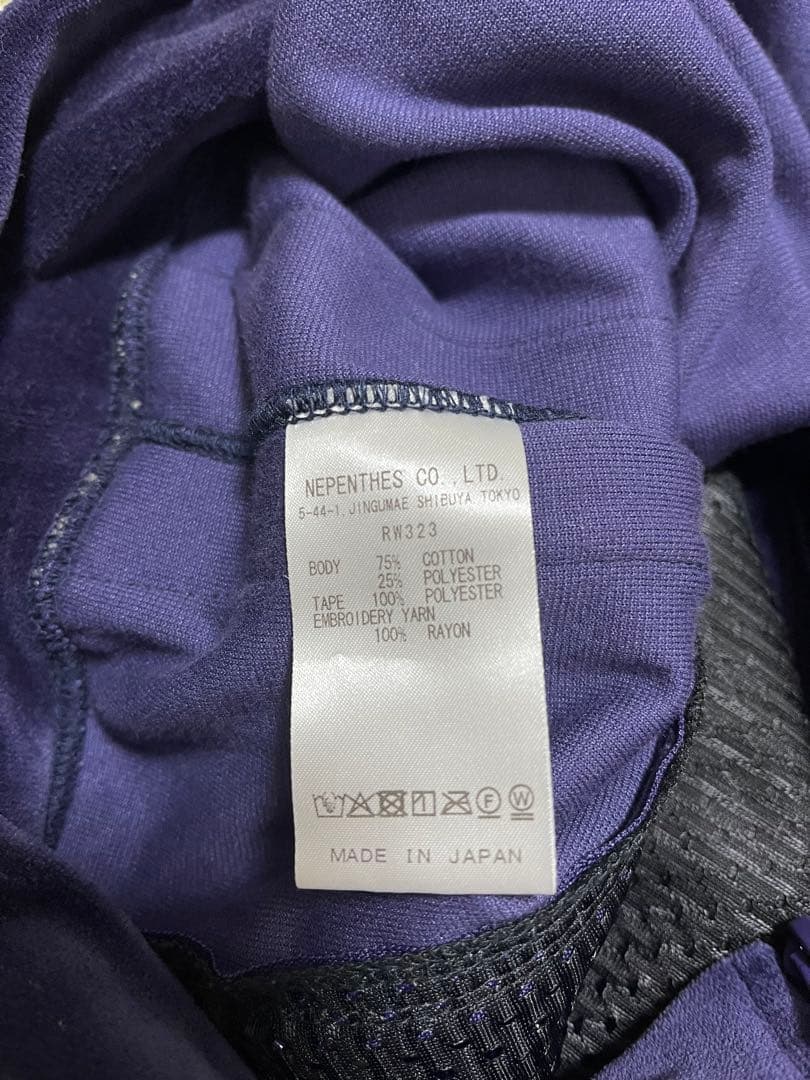 NEPENTHES CO.,LTD.
5-44-1, JINGUMAE SHIBUYA TOKYO
RW323
BODY 75% COTTON
25% POLYESTER
TAPE 100% POLYESTER
EMBROIDERY YARN
100% RAYON
F W
MADE IN JAPAN